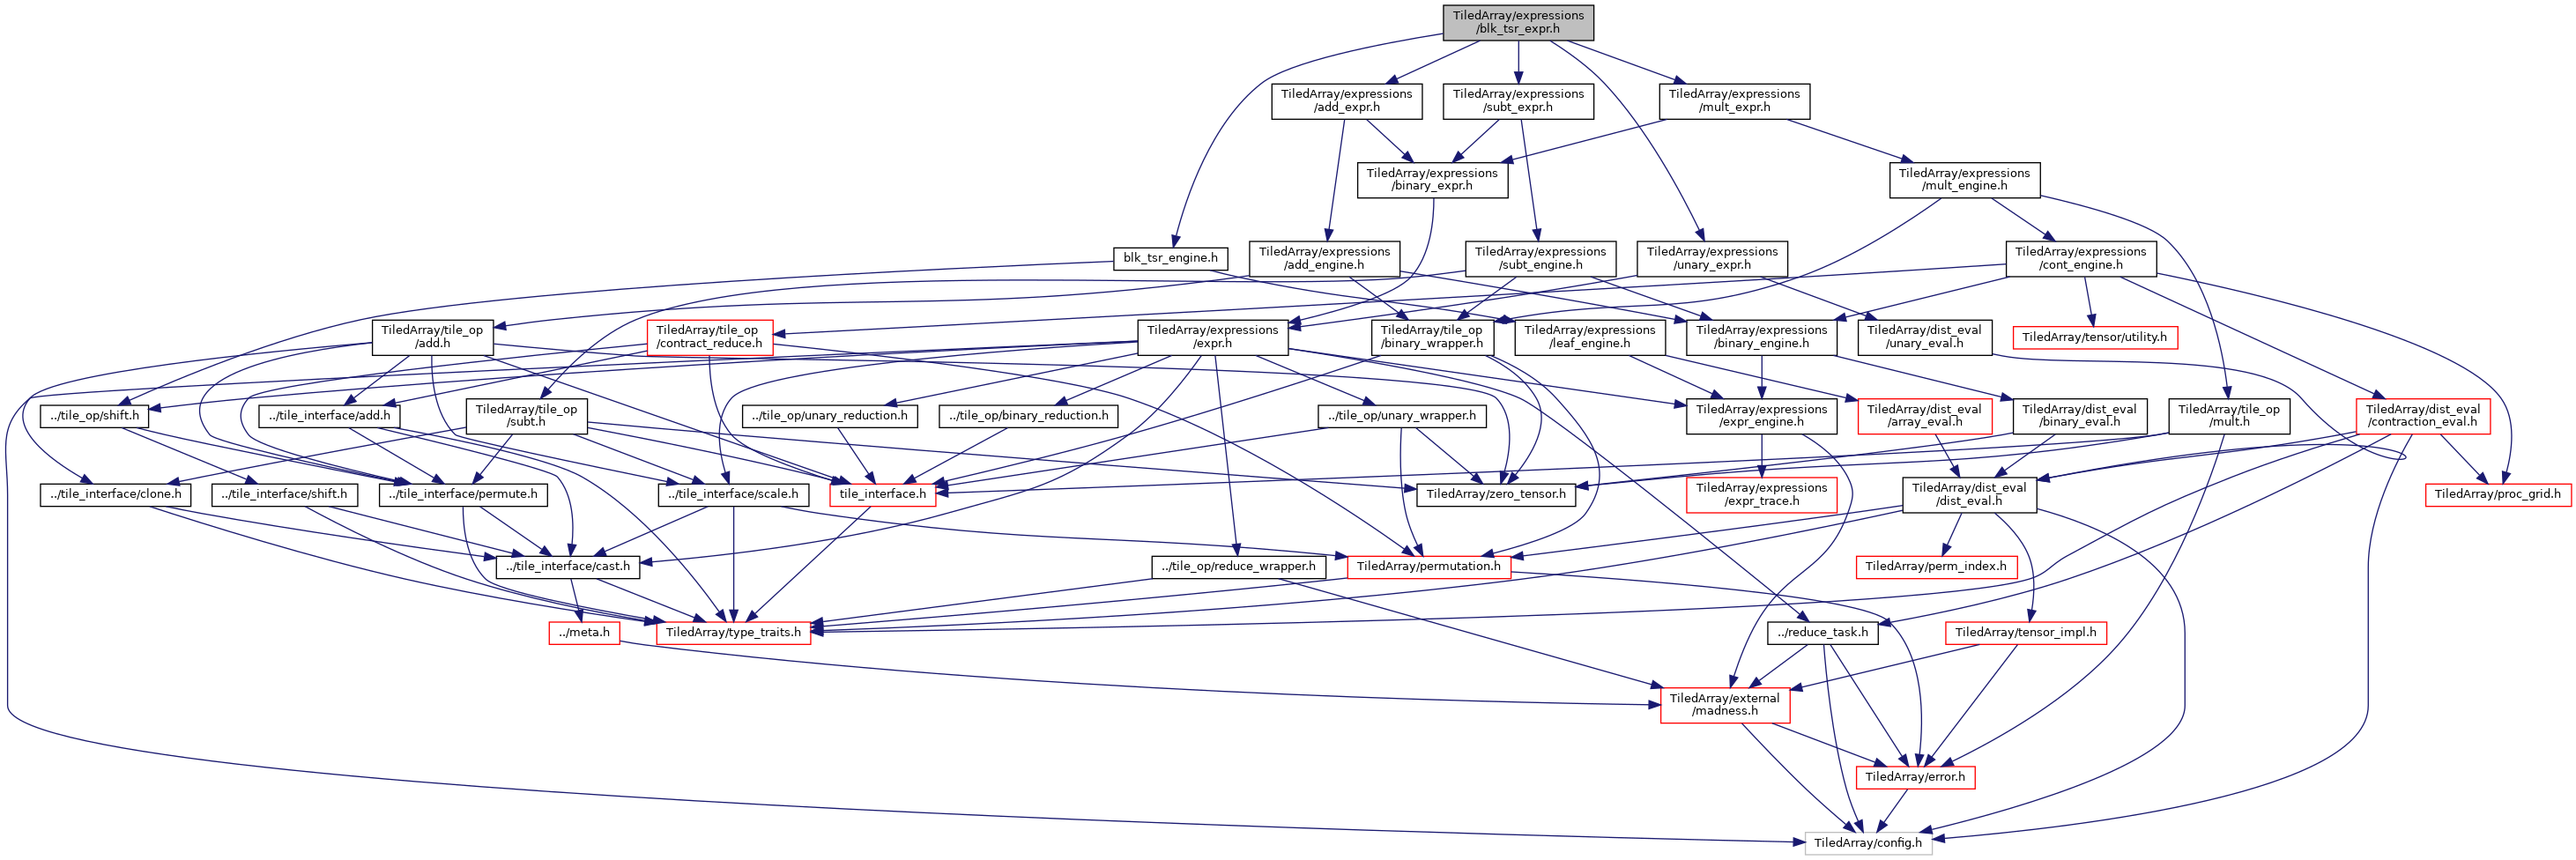 TiledArray/expressions
/blk_tsr_expr.h
TiledArray/expressions
/add_expr.h
TiledArray/expressions
/subt_expr.h
TiledArray/expressions
/mult_expr.h
TiledArray/expressions
/binary_expr.h
TiledArray/expressions
/mult_engine.h
blk_tsr_engine.h
TiledArray/expressions
/add_engine.h
TiledArray/expressions
/subt_engine.h
TiledArray/expressions
/unary_expr.h
TiledArray/expressions
/cont_engine.h
TiledArray/tile_op
/add.h
TiledArray/tile_op
/contract_reduce.h
TiledArray/expressions
/expr.h
TiledArray/tile_op
/binary_wrapper.h
TiledArray/expressions
/leaf_engine.h
TiledArray/expressions
/binary_engine.h
TiledArray/dist_eval
/unary_eval.h
TiledArray/tensor/utility.h
../tile_op/shift.h
../tile_interface/add.h
TiledArray/tile_op
/subt.h
../tile_op/unary_reduction.h
../tile_op/binary_reduction.h
../tile_op/unary_wrapper.h
TiledArray/expressions
/expr_engine.h
TiledArray/dist_eval
/array_eval.h
TiledArray/dist_eval
/binary_eval.h
TiledArray/tile_op
/mult.h
TiledArray/dist_eval
/contraction_eval.h
../tile_interface/clone.h
../tile_interface/shift.h
../tile_interface/permute.h
../tile_interface/scale.h
tile_interface.h
TiledArray/zero_tensor.h
TiledArray/expressions
/expr_trace.h
TiledArray/dist_eval
/dist_eval.h
TiledArray/proc_grid.h
../tile_interface/cast.h
../tile_op/reduce_wrapper.h
TiledArray/permutation.h
TiledArray/perm_index.h
../meta.h
TiledArray/type_traits.h
../reduce_task.h
TiledArray/tensor_impl.h
TiledArray/external
/madness.h
TiledArray/error.h
TiledArray/config.h